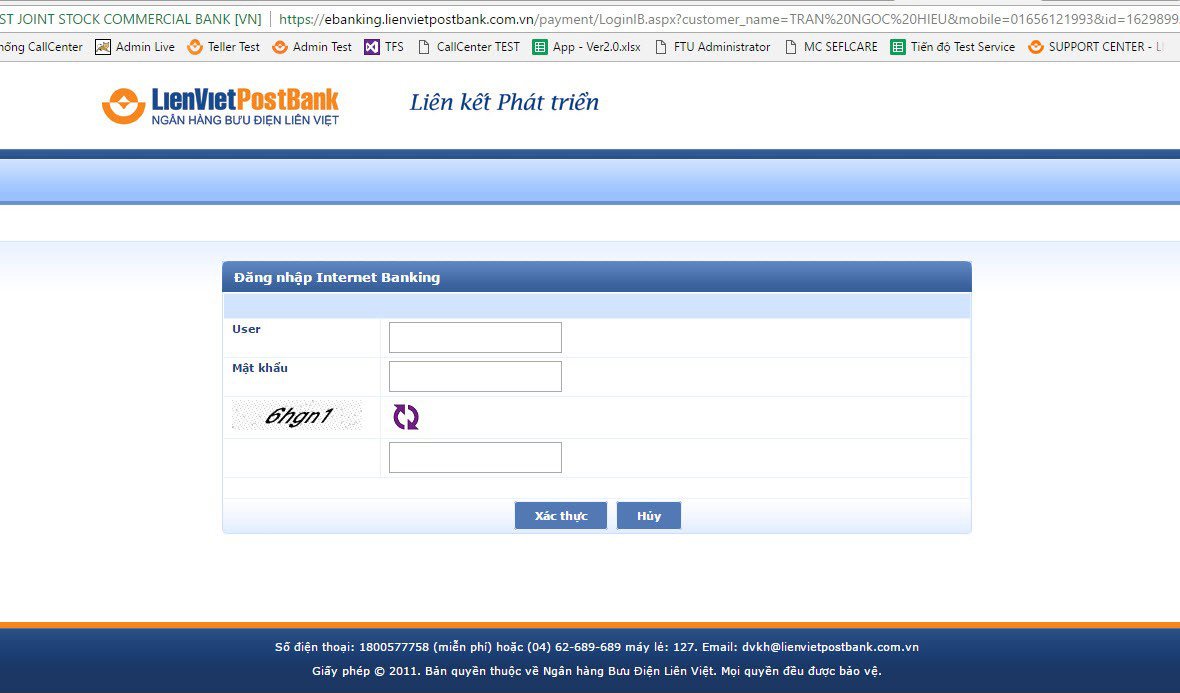 ST JOINT STOCK COMMERCIAL BANK [VN] https://ebanking.lienvietpostbank.com.vn/payment/LoginIB.aspx?customer_name=TRAN%20NGOC%20HIEU&mobile=01656121993&id=1629899
CallCenter Admin Live Teller Test Admin Test TFS CallCenter TEST App - Ver2.0.xlsx FTU Administrator MC SEFLCARE Tiến độ Test Service SUPPORT CENTER - LI
LienVietPostBank
NGÂN HÀNG BƯU ĐIỆN LIÊN VIỆT
Liên kết Phát triển
Đăng nhập Internet Banking
User
Mật khẩu
6hgn1
Xác thực Hủy
Số điện thoại: 1800577758 (miễn phí) hoặc (04) 62-689-689 máy lẻ: 127. Email: dvkh@lienvietpostbank.com.vn
Giấy phép © 2011. Bản quyền thuộc về Ngân hàng Bưu Điện Liên Việt. Mọi quyền đều được bảo vệ.